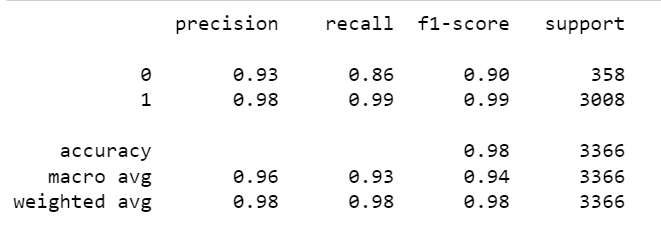 precision recall f1-score support
0 0.93 0.86 0.90 358
1 0.98 0.99 0.99 3008
accuracy 0.98 3366
macro avg 0.96 0.93 0.94 3366
weighted avg 0.98 0.98 0.98 3366